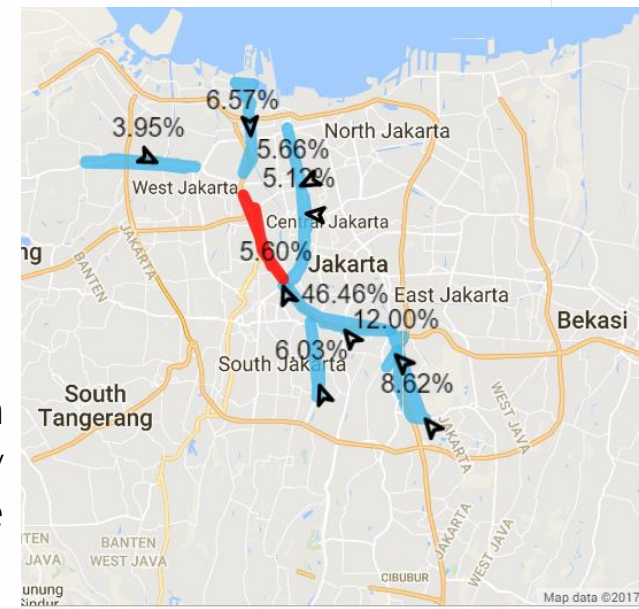 6.57%
3.95%
North Jakarta
5.66%
5.12%
West Jakarta
Central Jakarta
5.60%
Jakarta
46.46%
East Jakarta
12.00%
Bekasi
6.03%
South Jakarta
8.62%
South
Tangerang
BANTEN
JAKARTA
WEST JAVA
JAKARTA
BANTEN
WEST JAVA
JAKARTA
WEST JAVA
CIBUBUR
JAVA
Map data ©2017